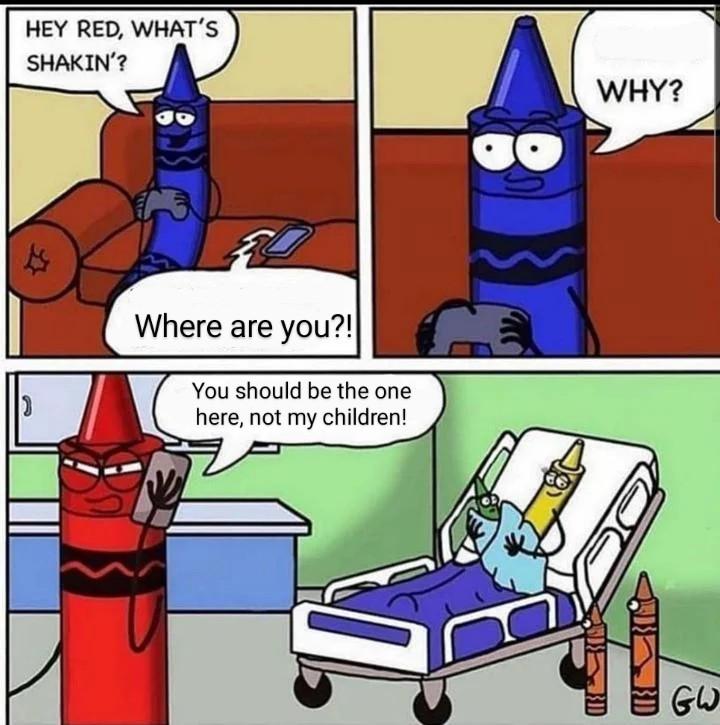 HEY RED, WHAT'S
SHAKIN'?
Where are you?!
WHY?
You should be the one
here, not my children!
GW